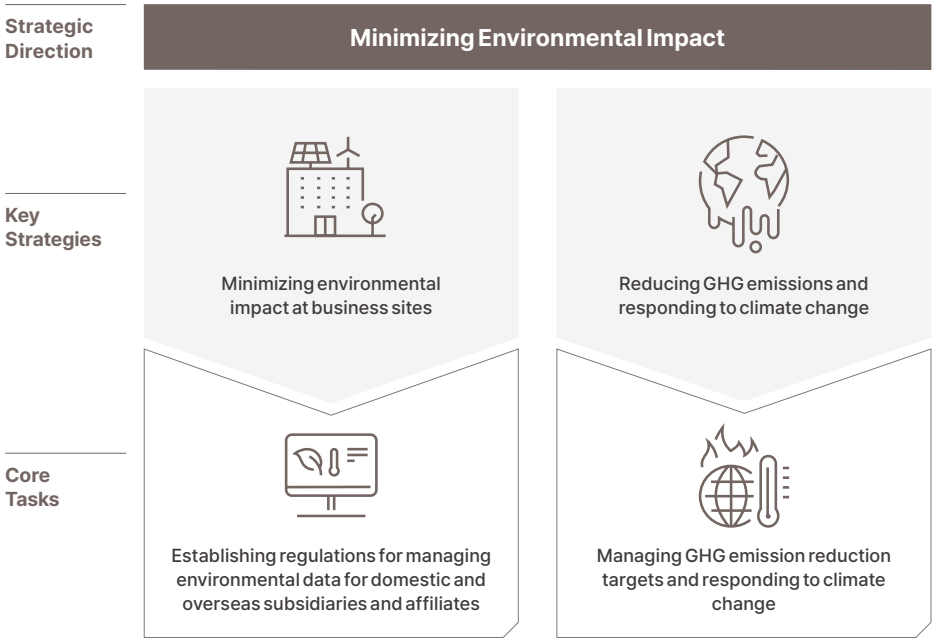 Strategic
Direction
Minimizing Environmental Impact
Key
Strategies
Minimizing environmental
impact at business sites
Reducing GHG emissions and
responding to climate change
Core
Tasks
Establishing regulations for managing
environmental data for domestic and
overseas subsidiaries and affiliates
Managing GHG emission reduction
targets and responding to climate
change